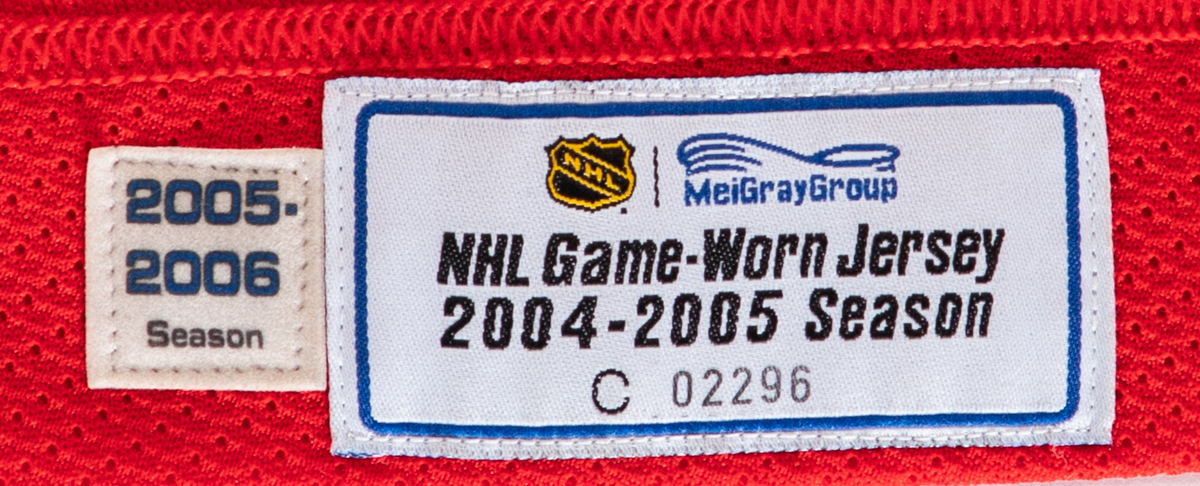 2005-
2006
Season
NHL
MeiGrayGroup
NHL Game-Worn Jersey
2004-2005 Season
C 02296